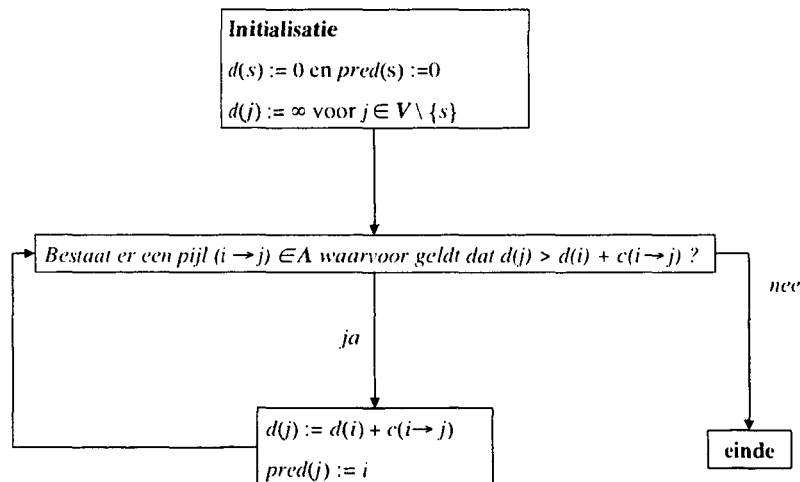 Initialisatie
d(s) := 0 en pred(s) :=0
d(j) := ∞ voor j ∈ V \ {s}
Bestaat er een pijl (i → j) ∈ A waarvoor geldt dat d(j) > d(i) + c(i→ j) ?
nee
ja
d(j) := d(i) + c(i→ j)
pred(j) := i
einde